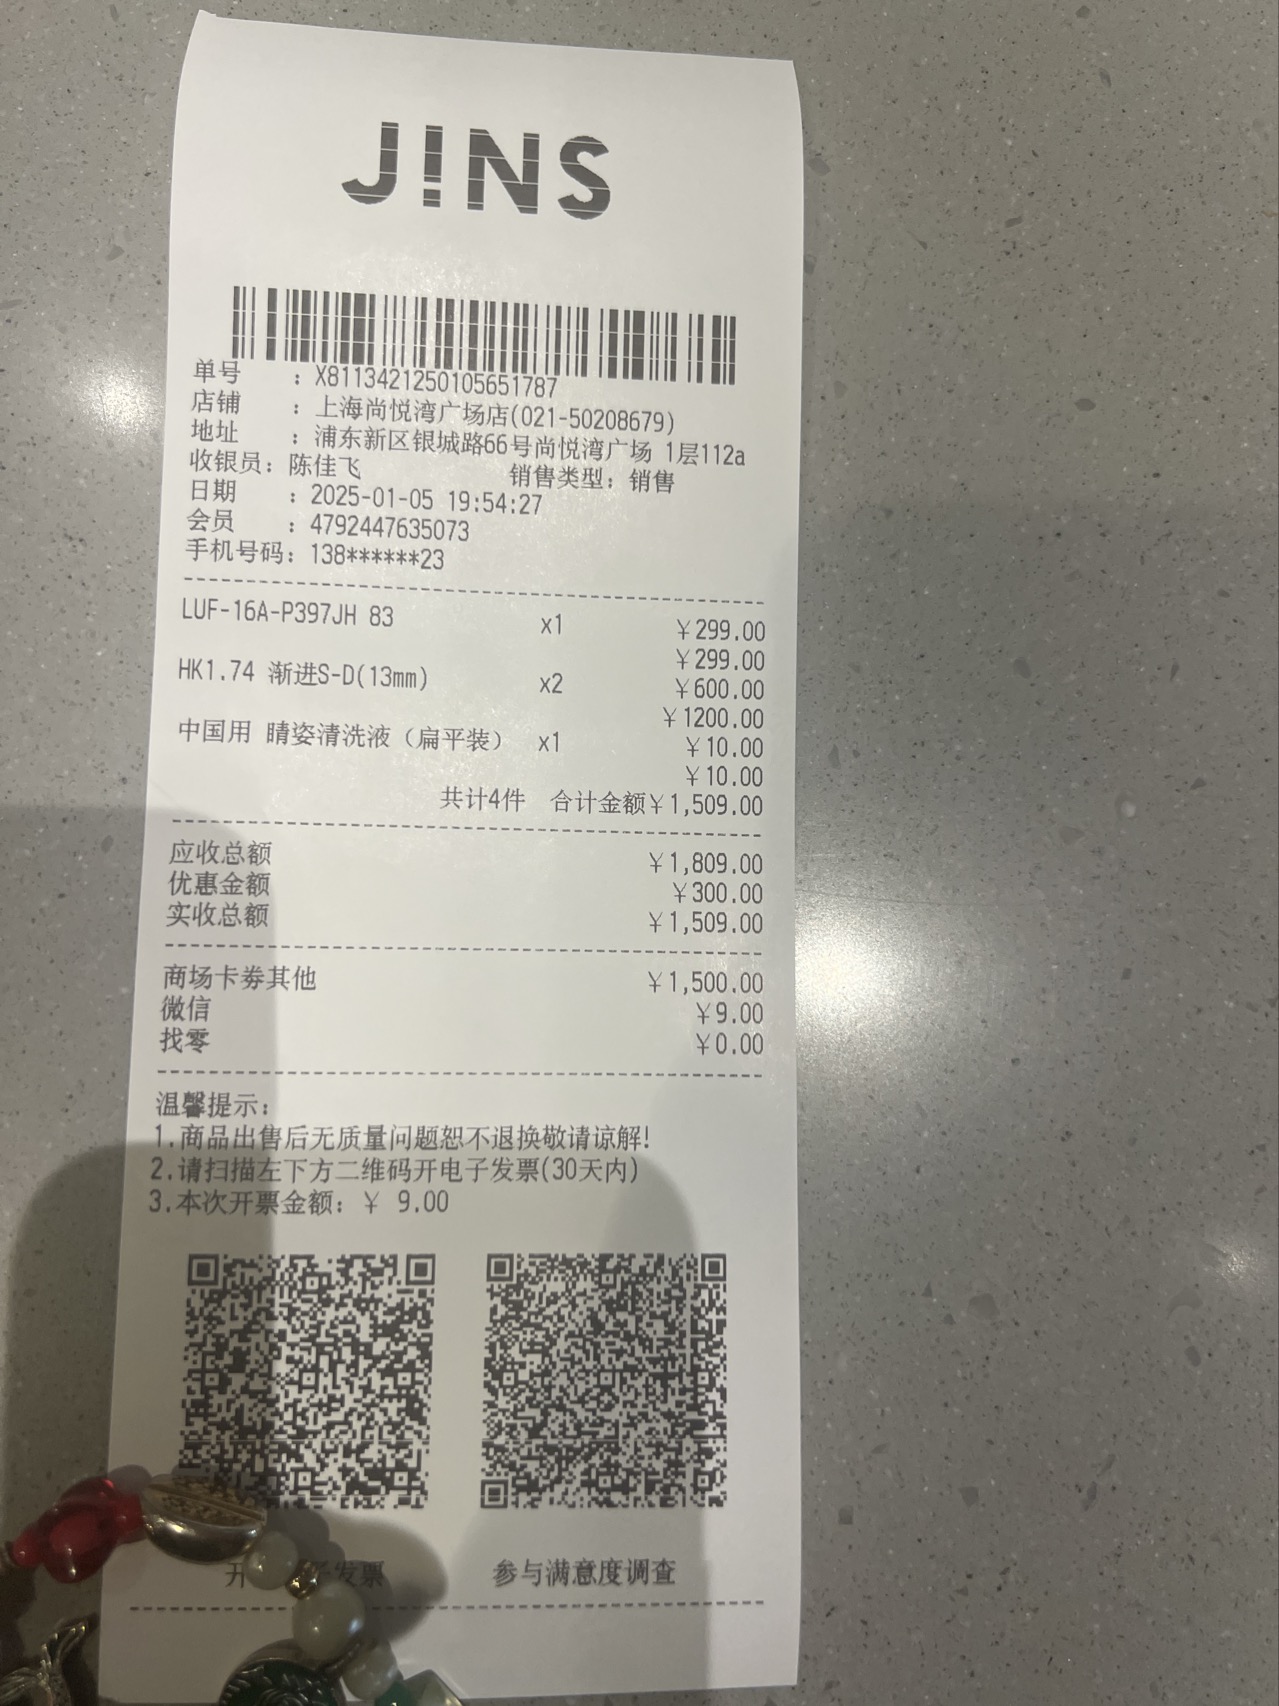 J!NS
单号 : X81134212501056​51787
店铺 : 上海尚悦湾广场店(021-50208679)
地址 : 浦东新区银城路66号尚悦湾广场 1层112a
收银员: 陈佳飞 销售类型: 销售
日期 : 2025-01-05 19:54:27
会员 : 4792447635073
手机号码: 138******23
LUF-16A-P397JH 83 x1 ¥299.00
¥299.00
HK1.74 渐进S-D(13mm) x2 ¥600.00
¥1200.00
中国用 睛姿清洗液（扁平装） x1 ¥10.00
¥10.00
共计4件 合计金额¥1,509.00
应收总额 ¥1,809.00
优惠金额 ¥300.00
实收总额 ¥1,509.00
商场卡券其他 ¥1,500.00
微信 ¥9.00
找零 ¥0.00
温馨提示:
1.商品出售后无质量问题恕不退换敬请谅解!
2.请扫描左下方二维码开电子发票(30天内)
3.本次开票金额: ¥ 9.00
开 子发票 参与满意度调查